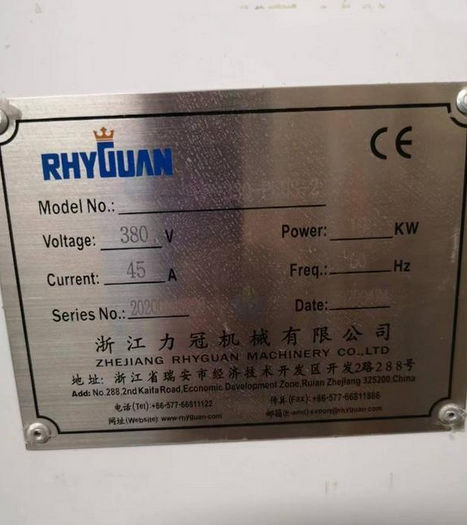 RHYGUAN CE
Model No.:
Voltage: 380 V Power: KW
Current: 45 A Freq.: Hz
Series No.: Date:
浙江力冠机械有限公司
ZHEJIANG RHYGUAN MACHINERY CO.,LTD
地址: 浙江省瑞安市经济技术开发区开发2路288号
Add: No.288,2nd Kaifa Road,Economic Development Zone,Ruian Zhejiang 325200,China
电话(Tel):+86-577-66811122 传真(Fax):+86-577-66811866
网址(Website): www.rhyguan.com 邮箱